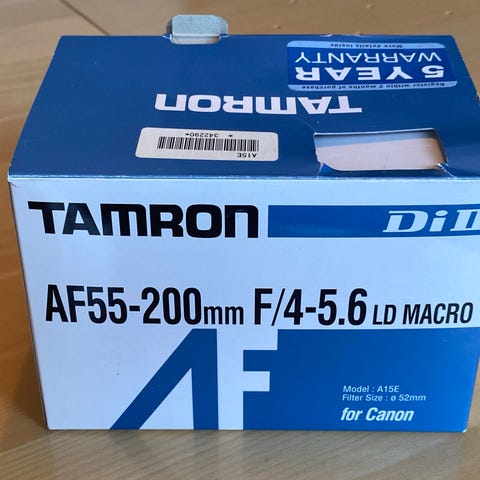 5 YEAR
WARRANTY
Register within 2 months of purchase
More details inside
TAMRON
A15E
* 342290*
TAMRON Di II
AF55-200mm F/4-5.6 LD MACRO
AF
Model : A15E
Filter Size : ø 52mm
for Canon